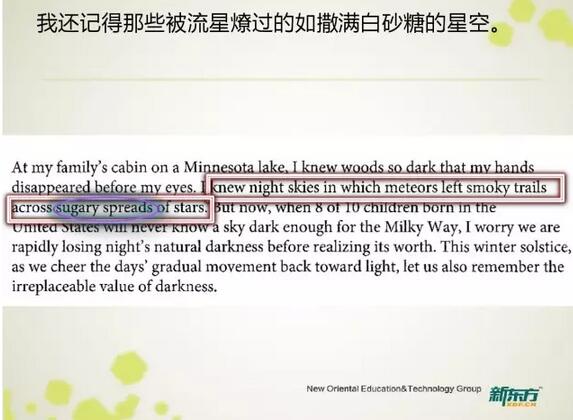 我还记得那些被流星燎过的如撒满白砂糖的星空。
At my family's cabin on a Minnesota lake, I knew woods so dark that my hands
disappeared before my eyes. I knew night skies in which meteors left smoky trails
across sugary spreads of stars. But now, when 8 of 10 children born in the
United States will never know a sky dark enough for the Milky Way, I worry we are
rapidly losing night's natural darkness before realizing its worth. This winter solstice,
as we cheer the days' gradual movement back toward light, let us also remember the
irreplaceable value of darkness.
New Oriental Education&Technology Group
新东方
XDF.CN